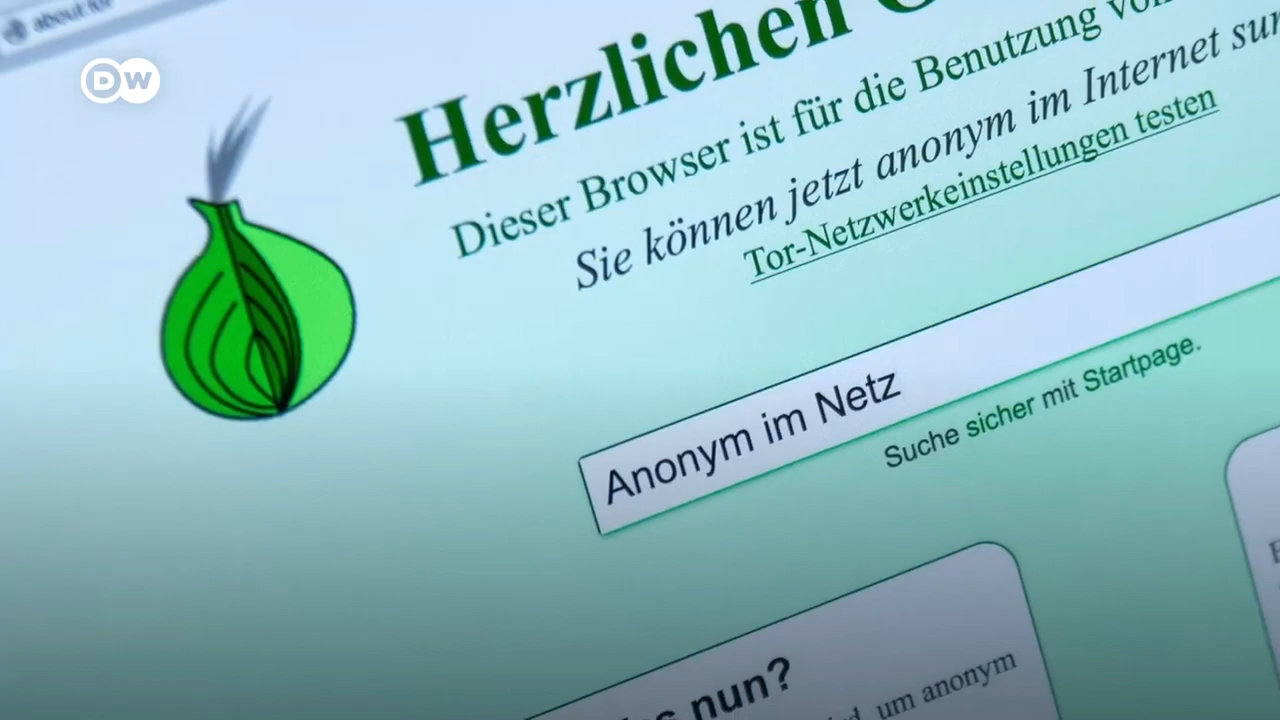 about:tor
DW
Herzlichen
Dieser Browser ist für die Benutzung von
Sie können jetzt anonym im Internet sur
Tor-Netzwerkeinstellungen testen
Anonym im Netz
Suche sicher mit Startpage.
nun?
um anonym